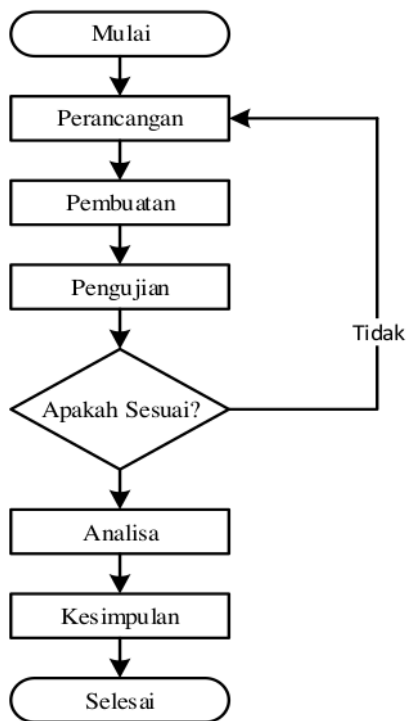 Mulai
Perancangan
Pembuatan
Pengujian
Tidak
Apakah Sesuai?
Analisa
Kesimpulan
Selesai